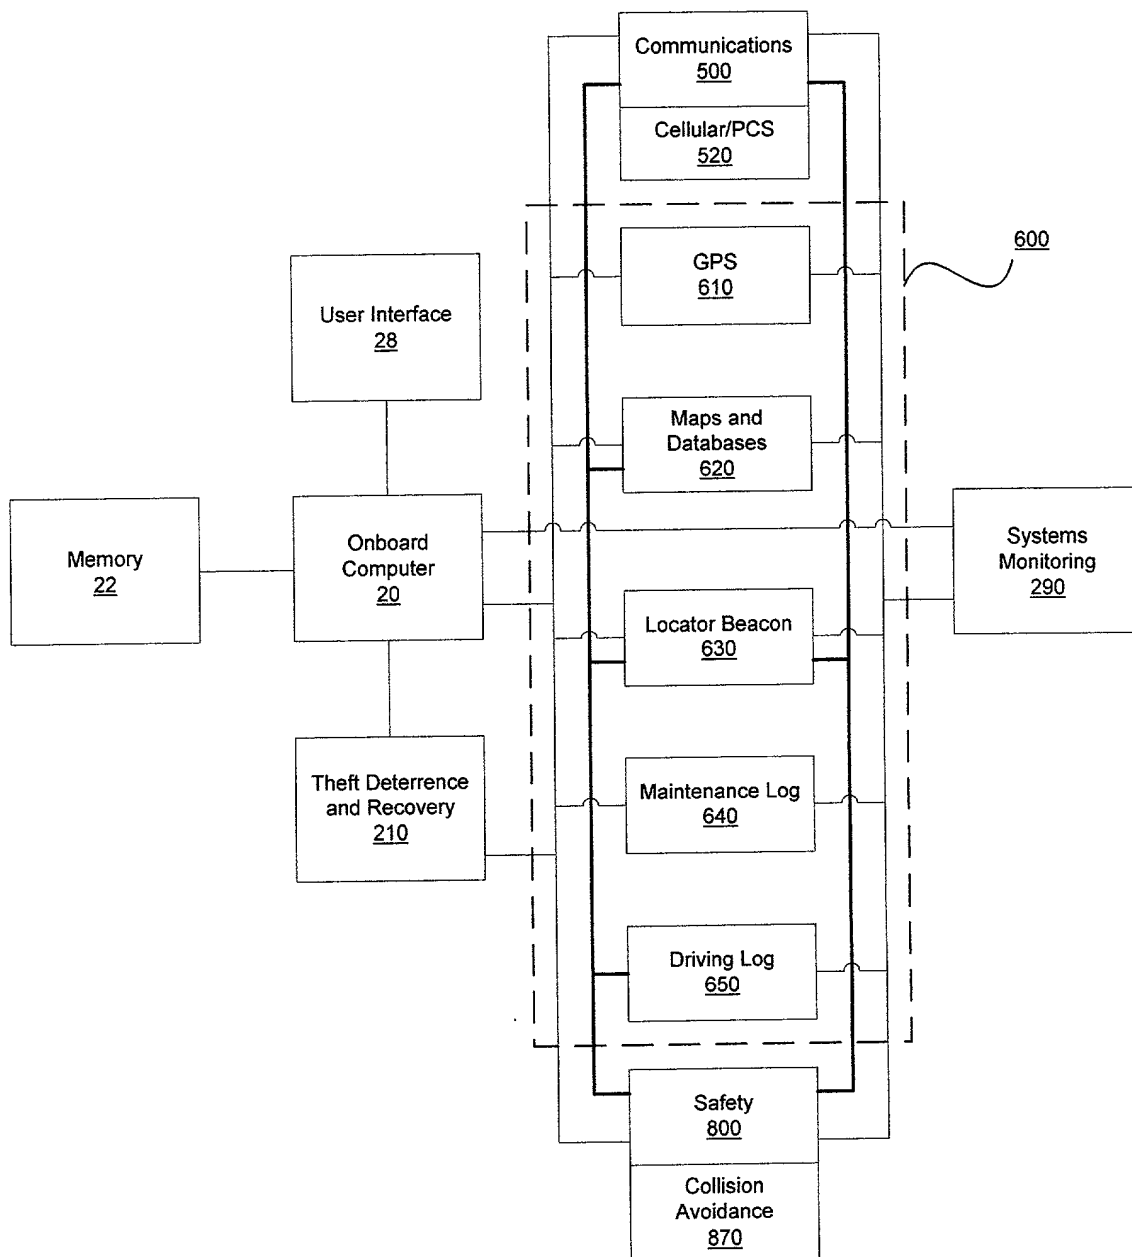 Communications
500
Cellular/PCS
520
600
GPS
610
User Interface
28
Maps and
Databases
620
Memory
22
Onboard
Computer
20
Systems
Monitoring
290
Locator Beacon
630
Theft Deterrence
and Recovery
210
Maintenance Log
640
Driving Log
650
Safety
800
Collision
Avoidance
870